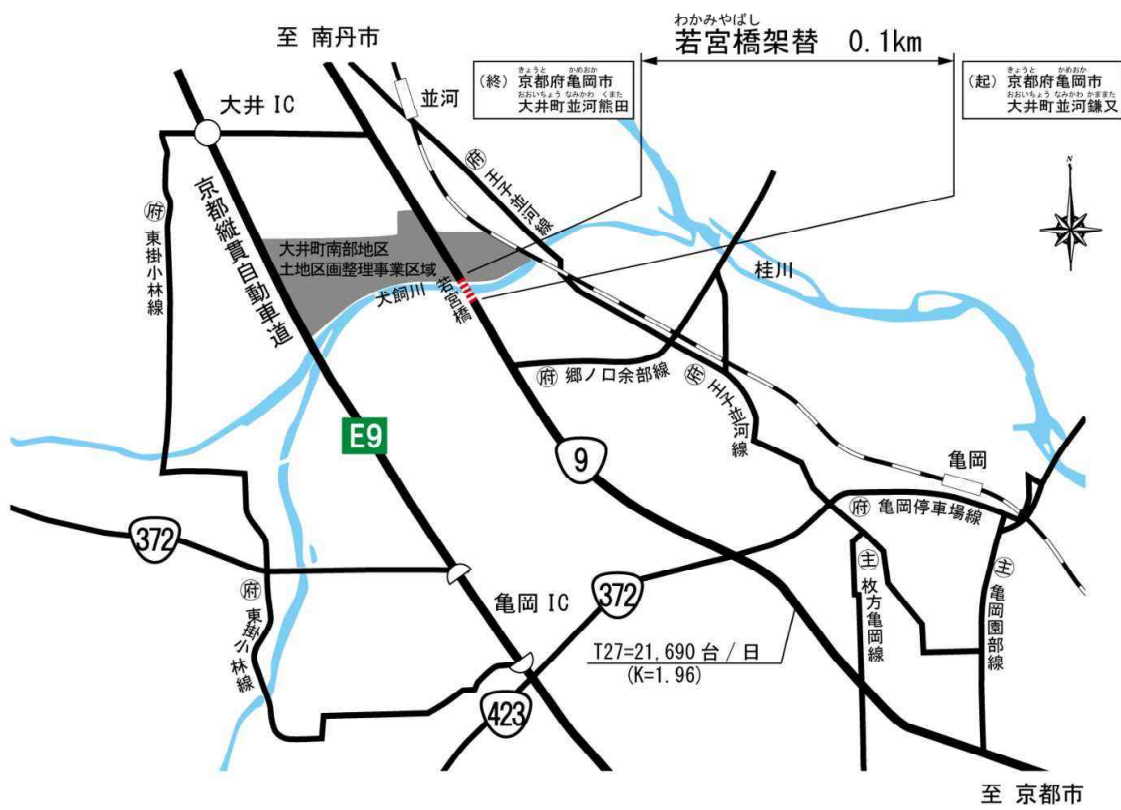 至 南丹市
わかみやばし
若宮橋架替 0.1km
きょうと かめおか
(終) 京都府亀岡市
おおいちょう なみかわ くまた
大井町並河熊田
きょうと かめおか
(起) 京都府亀岡市
おおいちょう なみかわ かままた
大井町並河鎌又
大井 IC
並河
N
府 王子並河線
京都縦貫自動車道
府 東掛小林線
大井町南部地区
土地区画整理事業区域
犬飼川
若宮橋
桂川
府 郷ノ口余部線
府 王子並河線
E9
9
亀岡
府 亀岡停車場線
372
372
亀岡 IC
府 東掛小林線
主 枚方亀岡線
主 亀岡園部線
T27=21,690 台 / 日
(K=1.96)
423
至 京都市